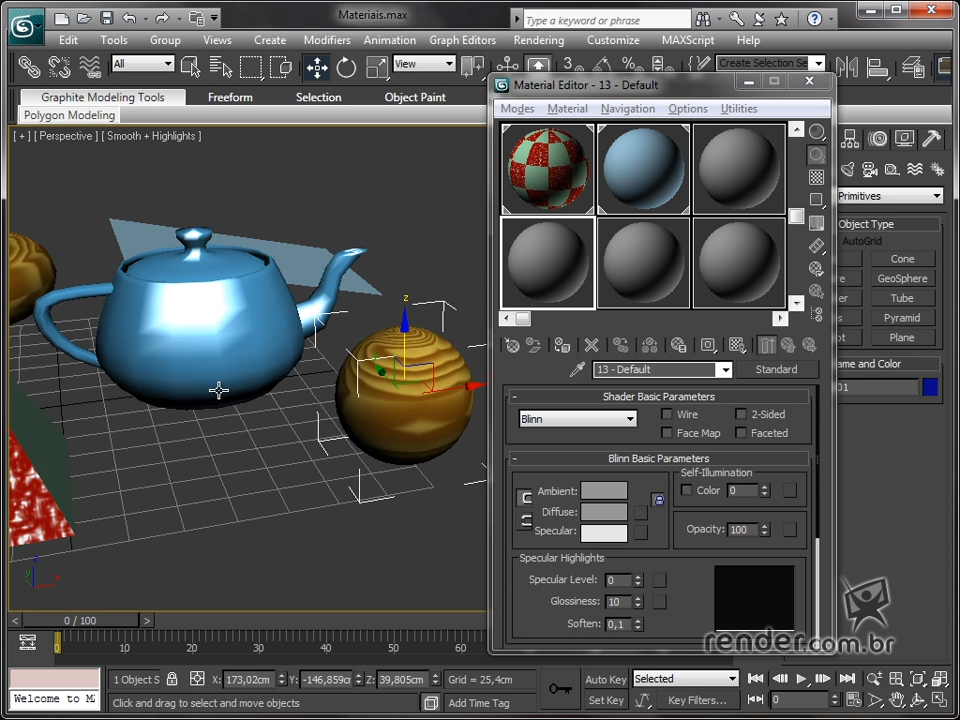 Materiais.max
Type a keyword or phrase
Edit Tools Group Views Create Modifiers Animation Graph Editors Rendering Customize MAXScript Help
All
View
3
%
Create Selection Se
Graphite Modeling Tools Freeform Selection Object Paint
Polygon Modeling
[ + ] [ Perspective ] [ Smooth + Highlights ]
Material Editor - 13 - Default
Modes Material Navigation Options Utilities
Primitives
Object Type
AutoGrid
Cone
GeoSphere
Tube
Pyramid
Plane
ame and Color
01
z
13 - Default
Standard
- Shader Basic Parameters
Blinn
Wire
2-Sided
Face Map
Faceted
- Blinn Basic Parameters
Ambient:
Diffuse:
Specular:
Self-Illumination
Color 0
Opacity: 100
Specular Highlights
Specular Level: 0
Glossiness: 10
Soften: 0,1
render.com.br
< 0 / 100 >
0 10 20 30 40 50 60
1 Object S
X: 173,02cm
Y: -146,859cr
Z: 39,805cm
Grid = 25,4cm
Auto Key
Selected
Welcome to M
Click and drag to select and move objects
Add Time Tag
Set Key
Key Filters...
0